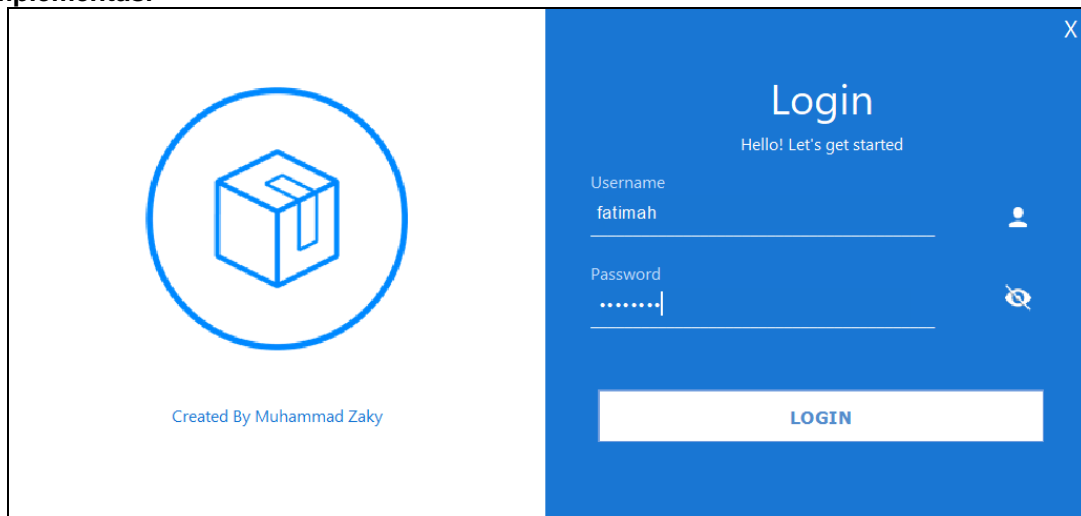 X
Login
Hello! Let's get started
Username
fatimah
Password
••••••••
LOGIN
Created By Muhammad Zaky